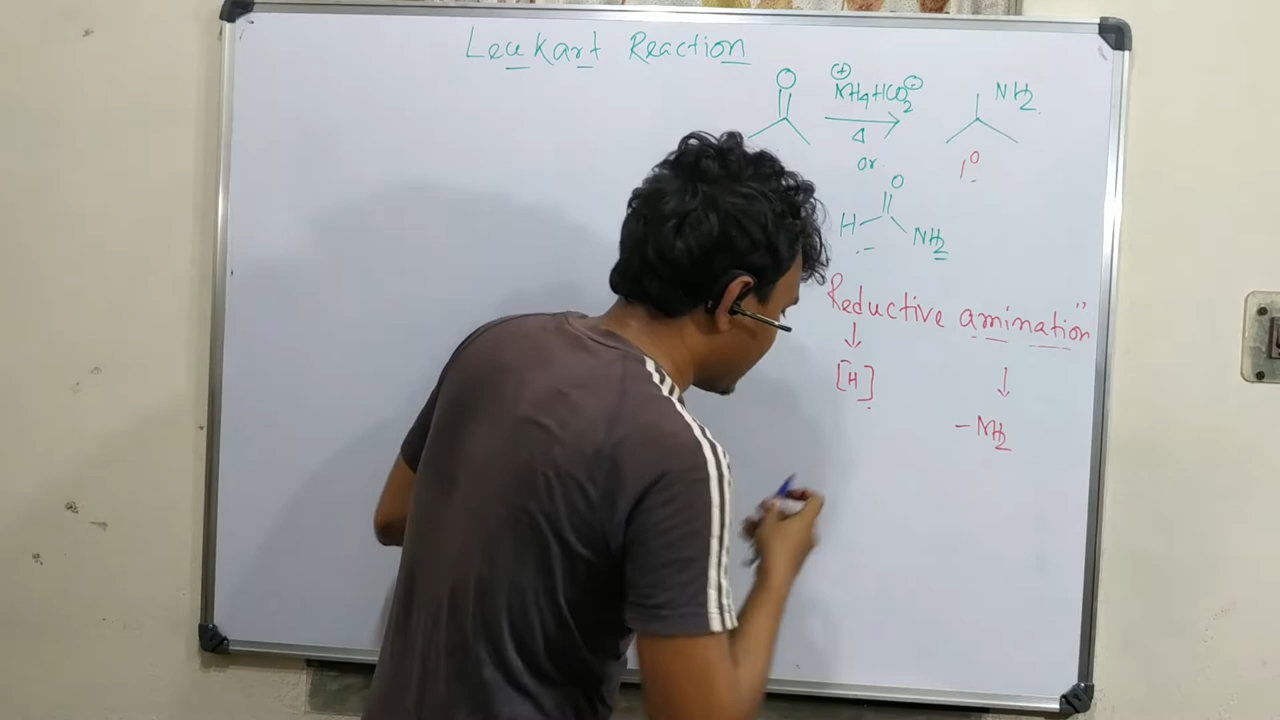 Leukart Reaction
O
⊕
NH4HCO2⊖
Δ
NH2
1°
Or
O
H
NH2
Reductive amination"
↓
[H]
↓
-NH2